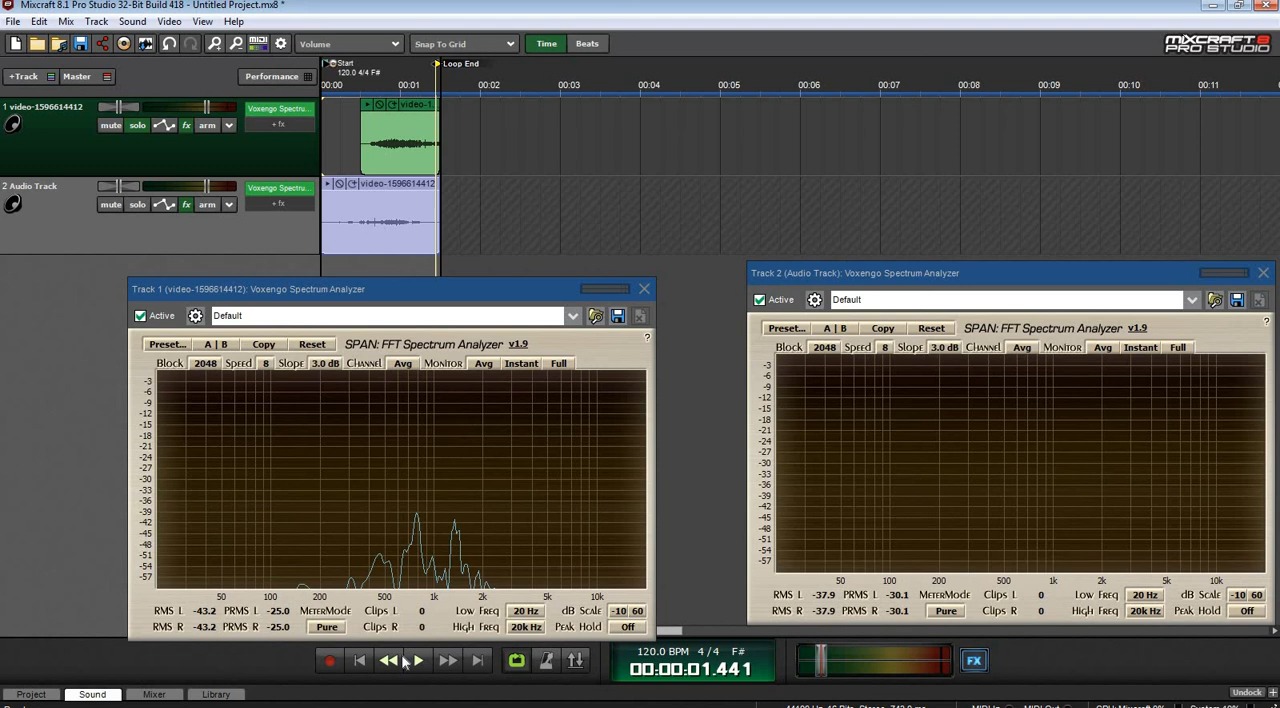 Mixcraft 8.1 Pro Studio 32-Bit Build 418 - Untitled Project.mx8 *
File Edit Mix Track Sound Video View Help
Volume Snap To Grid Time Beats MIXCRAFT 8 PRO STUDIO
+Track Master Performance
Start Loop End
120.0 4/4 F#
00:00 00:01 00:02 00:03 00:04 00:05 00:06 00:07 00:08 00:09 00:10 00:11
1 video-1596614412 Voxengo Spectru... video-1...
mute solo fx arm + fx
2 Audio Track Voxengo Spectru... video-1596614412
mute solo fx arm + fx
Track 1 (video-1596614412): Voxengo Spectrum Analyzer
Active Default
Preset... A | B Copy Reset SPAN: FFT Spectrum Analyzer v1.9 ?
Block 2048 Speed 8 Slope 3.0 dB Channel Avg Monitor Avg Instant Full
-3
-6
-9
-12
-15
-18
-21
-24
-27
-30
-33
-36
-39
-42
-45
-48
-51
-54
-57
50 100 200 500 1k 2k 5k 10k
RMS L -43.2 PRMS L -25.0 MeterMode Clips L 0 Low Freq 20 Hz dB Scale -10 60
RMS R -43.2 PRMS R -25.0 Pure Clips R 0 High Freq 20k Hz Peak Hold Off
Track 2 (Audio Track): Voxengo Spectrum Analyzer
Active Default
Preset... A | B Copy Reset SPAN: FFT Spectrum Analyzer v1.9 ?
Block 2048 Speed 8 Slope 3.0 dB Channel Avg Monitor Avg Instant Full
-3
-6
-9
-12
-15
-18
-21
-24
-27
-30
-33
-36
-39
-42
-45
-48
-51
-54
-57
50 100 200 500 1k 2k 5k 10k
RMS L -37.9 PRMS L -30.1 MeterMode Clips L 0 Low Freq 20 Hz dB Scale -10 60
RMS R -37.9 PRMS R -30.1 Pure Clips R 0 High Freq 20k Hz Peak Hold Off
120.0 BPM 4 / 4 F#
00:00:01.441
FX
Project Sound Mixer Library Undock